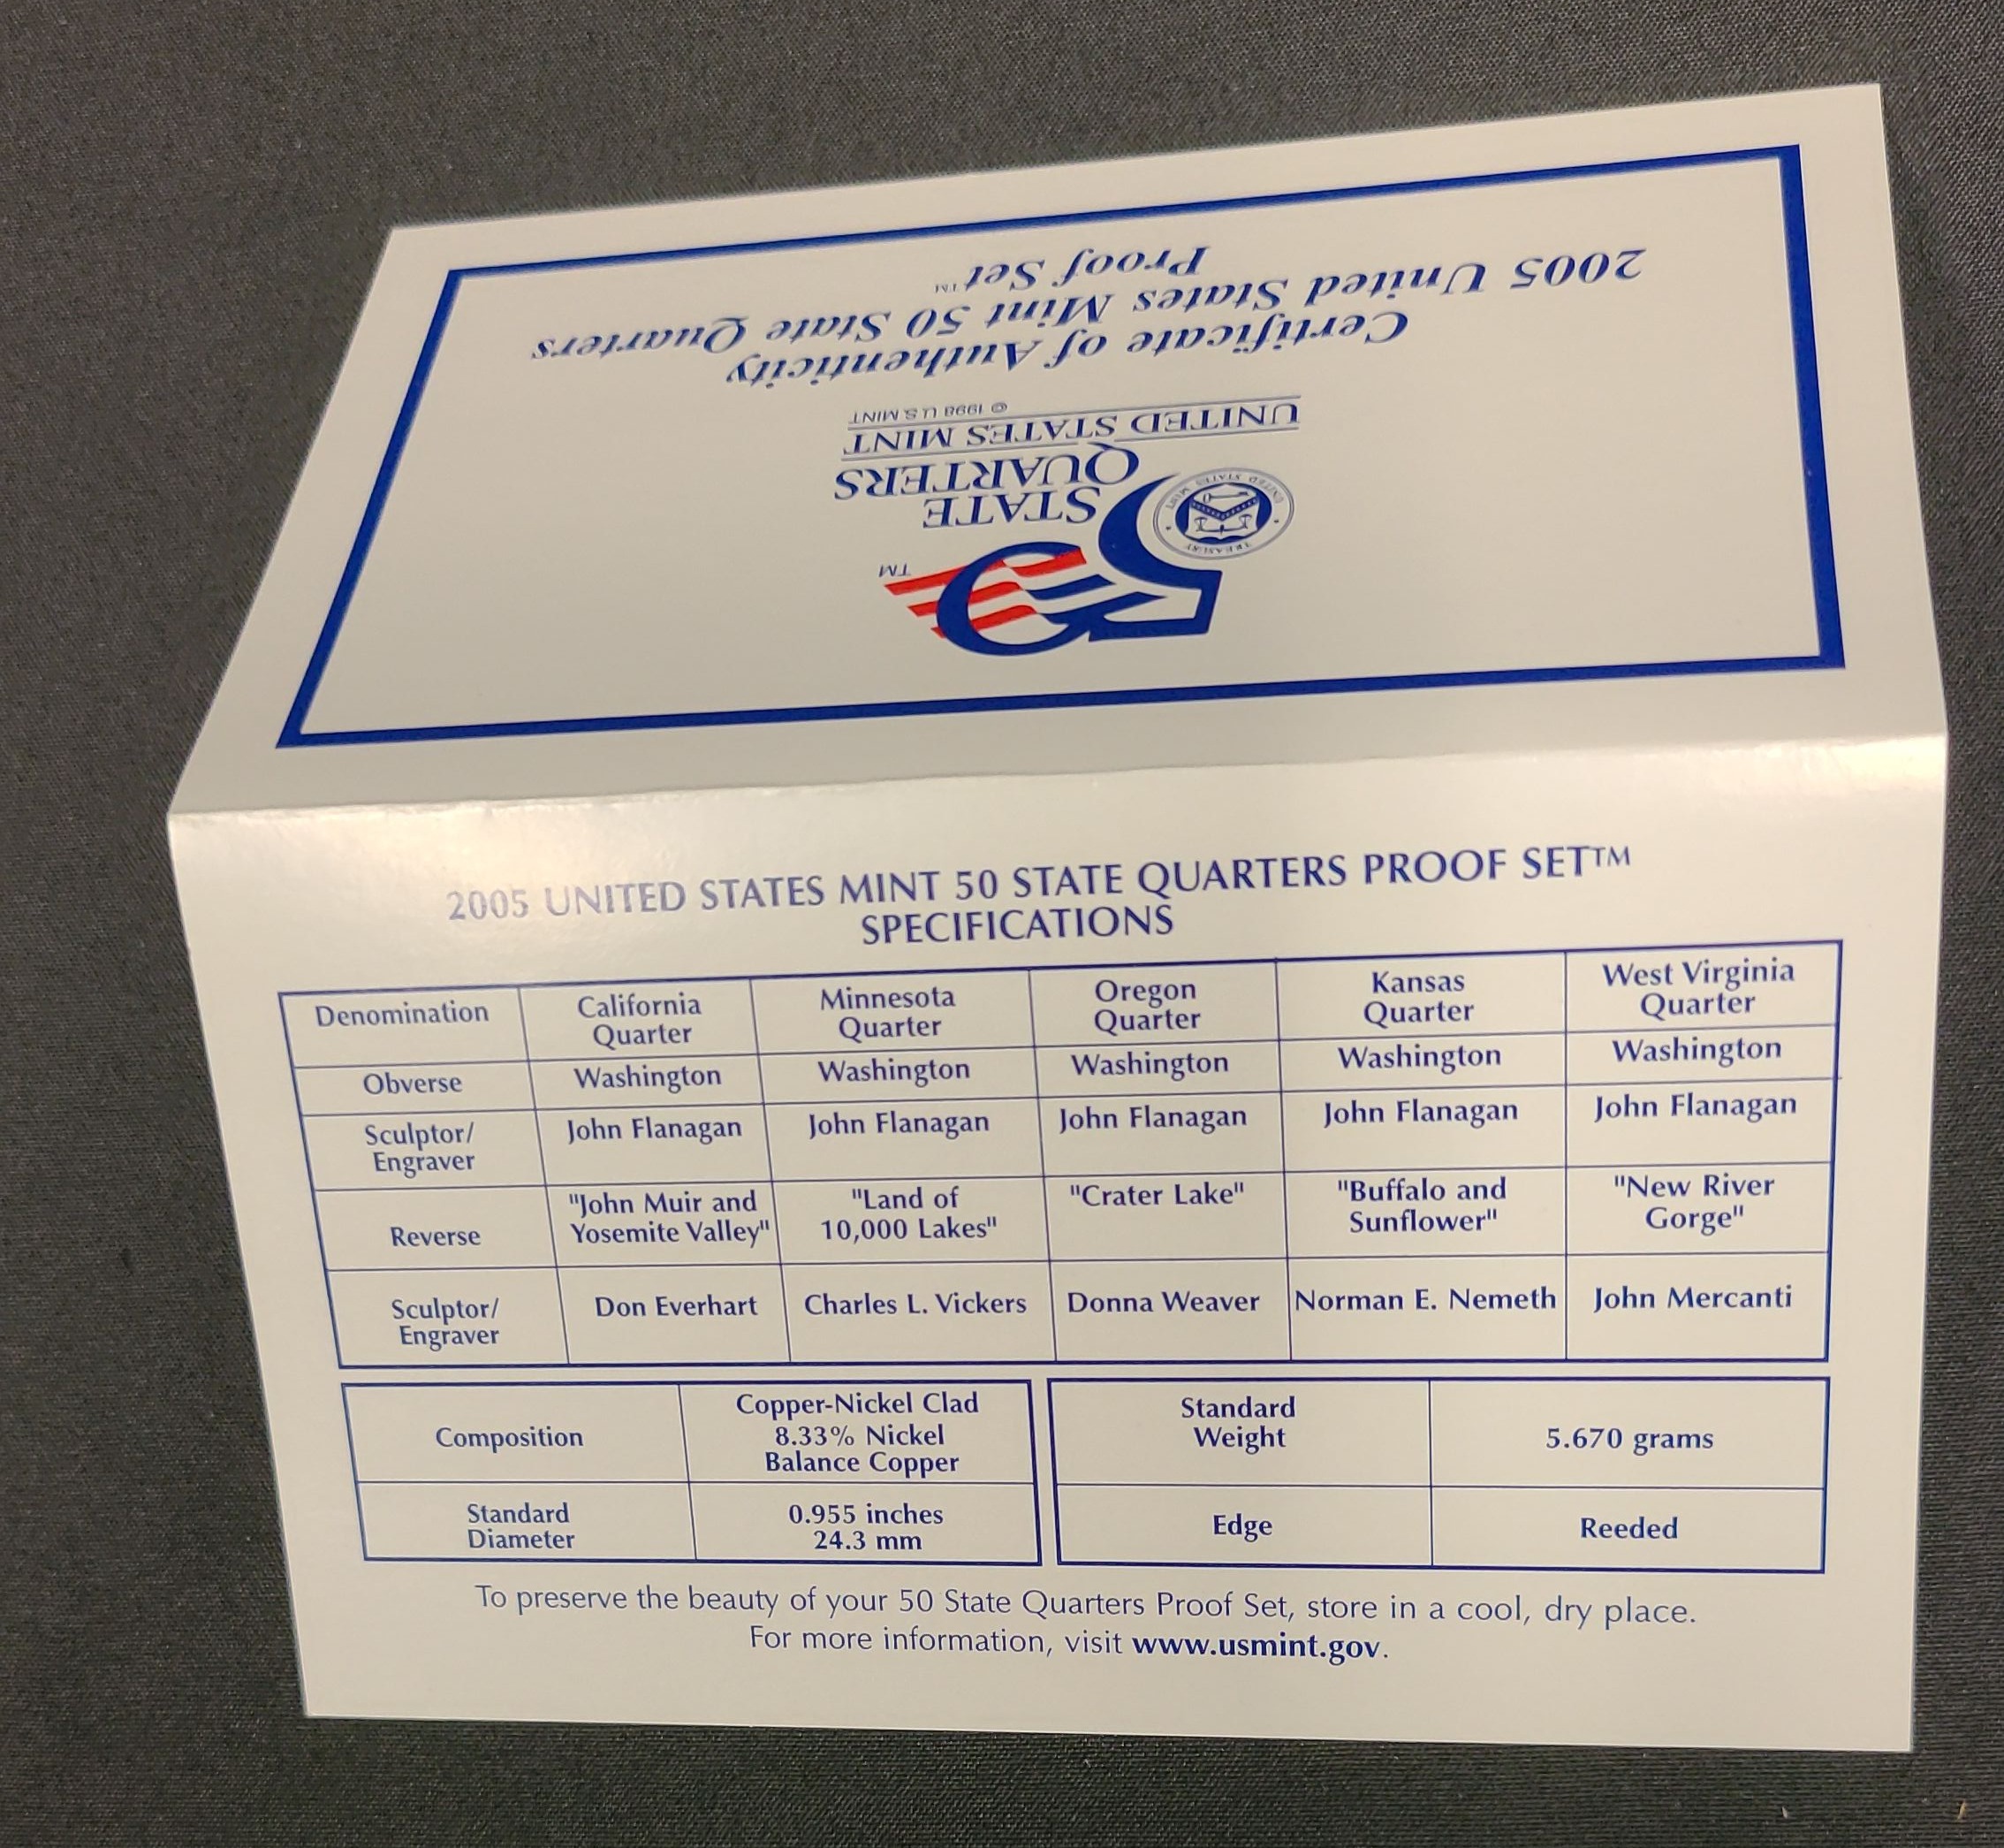 50
TM
STATE
QUARTERS
UNITED STATES MINT
© 1998 U.S. MINT
Certificate of Authenticity
2005 United States Mint 50 State Quarters
Proof Set™
2005 UNITED STATES MINT 50 STATE QUARTERS PROOF SET™
SPECIFICATIONS
Denomination
California
Quarter
Minnesota
Quarter
Oregon
Quarter
Kansas
Quarter
West Virginia
Quarter
Obverse
Washington
Washington
Washington
Washington
Washington
Sculptor/
Engraver
John Flanagan
John Flanagan
John Flanagan
John Flanagan
John Flanagan
Reverse
"John Muir and
Yosemite Valley"
"Land of
10,000 Lakes"
"Crater Lake"
"Buffalo and
Sunflower"
"New River
Gorge"
Sculptor/
Engraver
Don Everhart
Charles L. Vickers
Donna Weaver
Norman E. Nemeth
John Mercanti
Composition
Copper-Nickel Clad
8.33% Nickel
Balance Copper
Standard
Diameter
0.955 inches
24.3 mm
Standard
Weight
5.670 grams
Edge
Reeded
To preserve the beauty of your 50 State Quarters Proof Set, store in a cool, dry place.
For more information, visit www.usmint.gov.